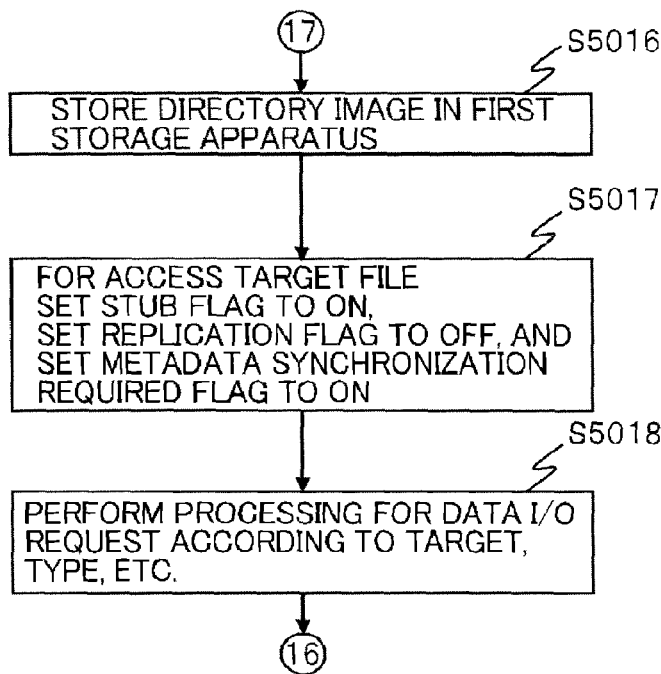 17
S5016
STORE DIRECTORY IMAGE IN FIRST
STORAGE APPARATUS
S5017
FOR ACCESS TARGET FILE
SET STUB FLAG TO ON,
SET REPLICATION FLAG TO OFF, AND
SET METADATA SYNCHRONIZATION
REQUIRED FLAG TO ON
S5018
PERFORM PROCESSING FOR DATA I/O
REQUEST ACCORDING TO TARGET,
TYPE, ETC.
16